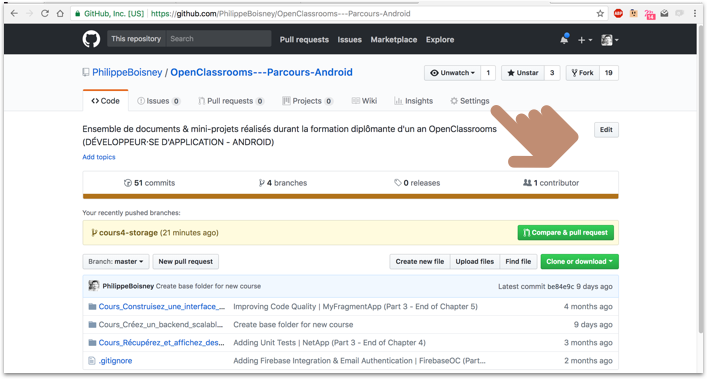 GitHub, Inc. [US] https://github.com/PhilippeBoisney/OpenClassrooms---Parcours-Android
This repository Search Pull requests Issues Marketplace Explore
PhilippeBoisney / OpenClassrooms---Parcours-Android Unwatch 1 Unstar 3 Fork 19
Code Issues 0 Pull requests 0 Projects 0 Wiki Insights Settings
Ensemble de documents & mini-projets réalisés durant la formation diplômante d'un an OpenClassrooms Edit
(DÉVELOPPEUR·SE D'APPLICATION - ANDROID)
Add topics
51 commits 4 branches 0 releases 1 contributor
Your recently pushed branches:
cours4-storage (21 minutes ago) Compare & pull request
Branch: master New pull request Create new file Upload files Find file Clone or download
PhilippeBoisney Create base folder for new course Latest commit be84e9c 9 days ago
Cours_Construisez_une_interface_... Improving Code Quality | MyFragmentApp (Part 3 - End of Chapter 5) 4 months ago
Cours_Créez_un_backend_scalabl... Create base folder for new course 9 days ago
Cours_Récupérez_et_affichez_des... Adding Unit Tests | NetApp (Part 3 - End of Chapter 4) 3 months ago
.gitignore Adding Firebase Integration & Email Authentication | FirebaseOC (Part... 2 months ago